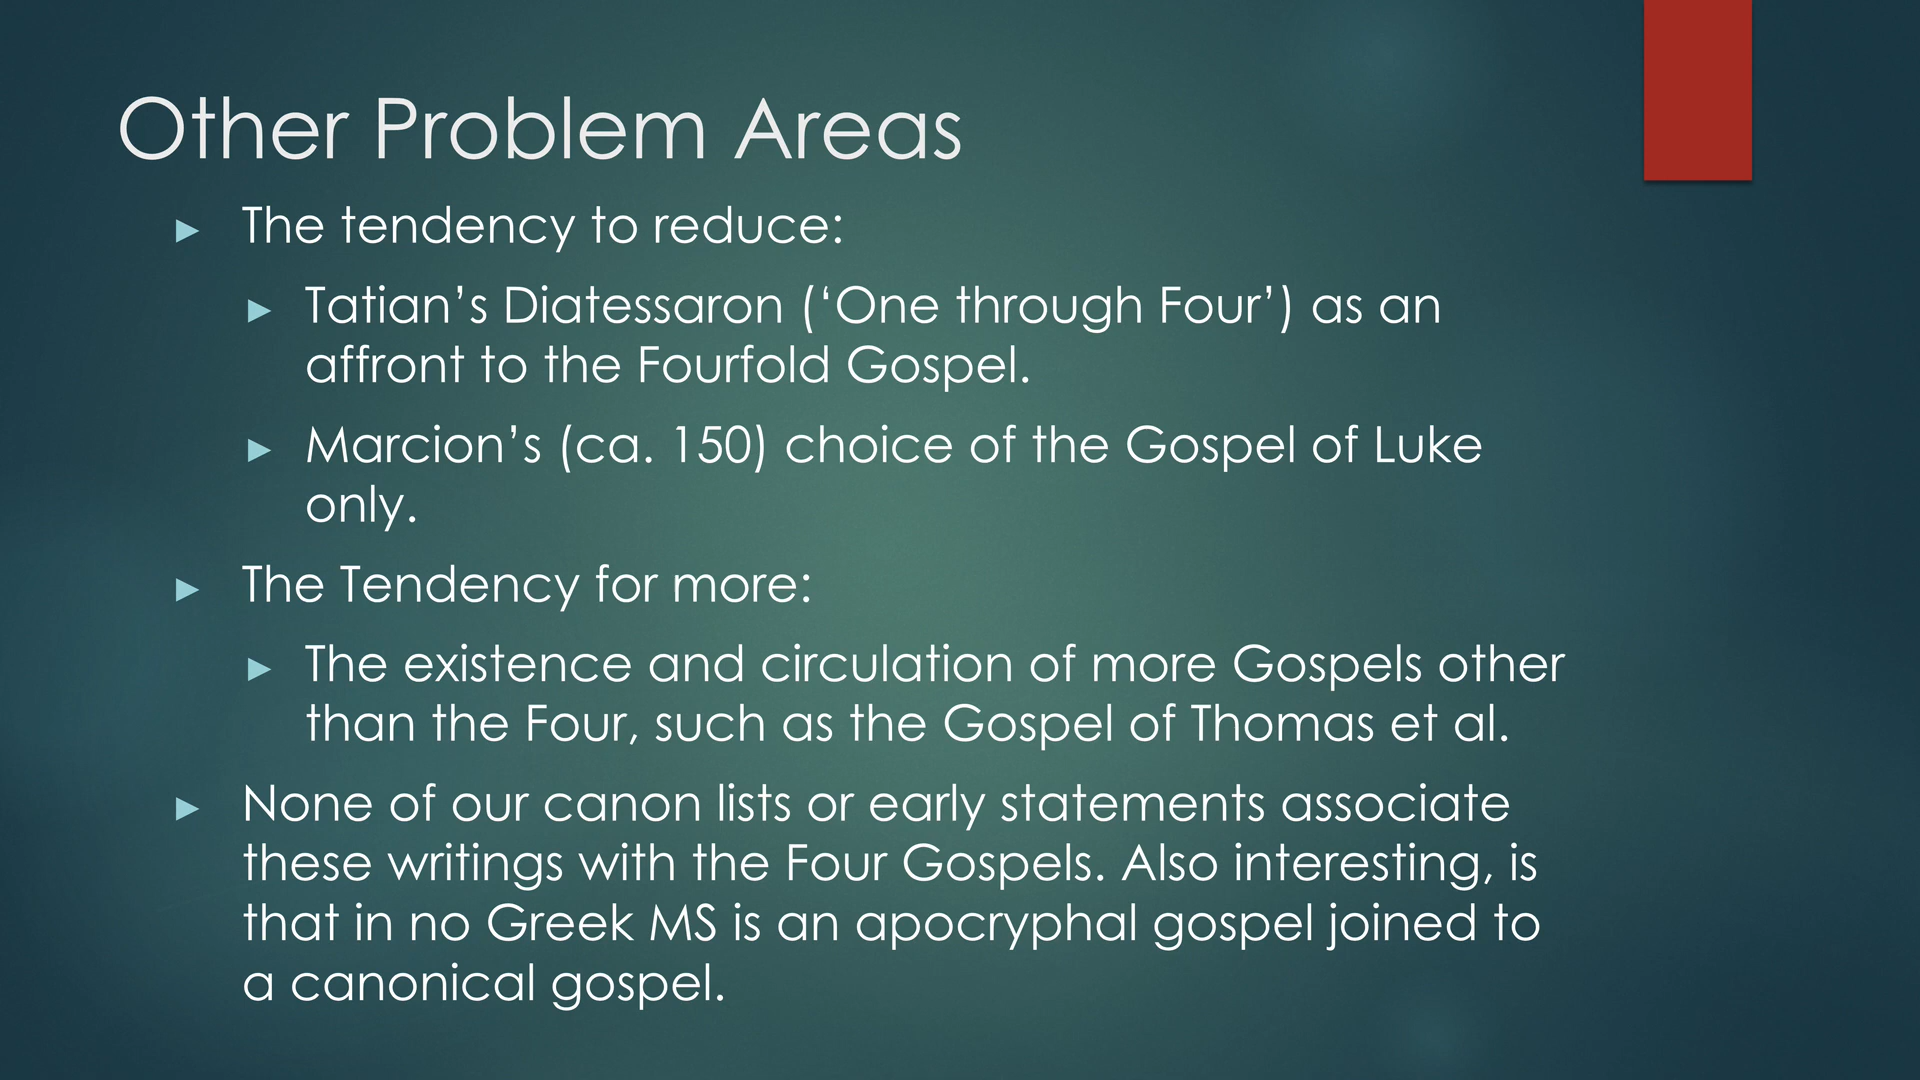 Other Problem Areas
The tendency to reduce:
Tatian’s Diatessaron (‘One through Four’) as an
affront to the Fourfold Gospel.
Marcion’s (ca. 150) choice of the Gospel of Luke
only.
The Tendency for more:
The existence and circulation of more Gospels other
than the Four, such as the Gospel of Thomas et al.
None of our canon lists or early statements associate
these writings with the Four Gospels. Also interesting, is
that in no Greek MS is an apocryphal gospel joined to
a canonical gospel.